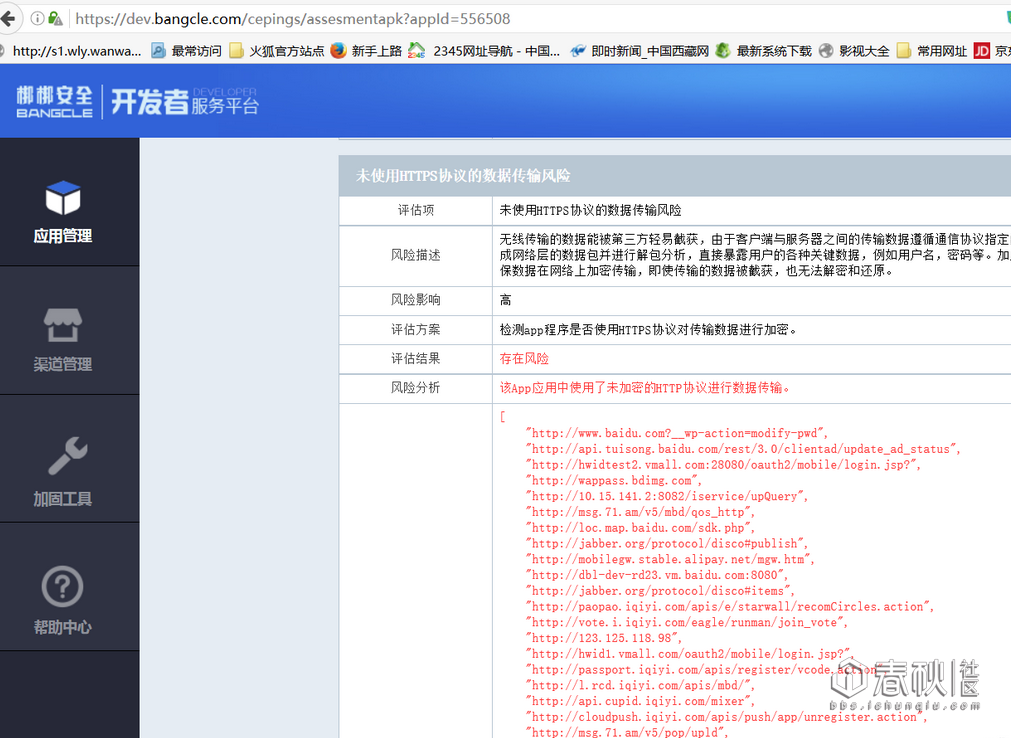 https://dev.bangcle.com/cepings/assesmentapk?appId=556508
http://s1.wly.wanwa... 最常访问 火狐官方站点 新手上路 2345网址导航 - 中国... 即时新闻_中国西藏网 最新系统下载 影视大全 常用网址 JD
梆梆安全 BANGCLE 开发者 DEVELOPER 服务平台
应用管理
渠道管理
加固工具
帮助中心
未使用HTTPS协议的数据传输风险
评估项 未使用HTTPS协议的数据传输风险
风险描述 无线传输的数据能被第三方轻易截获，由于客户端与服务器之间的传输数据遵循通信协议指定
成网络层的数据包并进行解包分析，直接暴露用户的各种关键数据，例如用户名，密码等。加
保数据在网络上加密传输，即使传输的数据被截获，也无法解密和还原。
风险影响 高
评估方案 检测app程序是否使用HTTPS协议对传输数据进行加密。
评估结果 存在风险
风险分析 该App应用中使用了未加密的HTTP协议进行数据传输。
[
"http://www.baidu.com?__wp-action=modify-pwd",
"http://api.tuisong.baidu.com/rest/3.0/clientad/update_ad_status",
"http://hwidtest2.vmall.com:28080/oauth2/mobile/login.jsp?",
"http://wappass.bdimg.com",
"http://10.15.141.2:8082/iservice/upQuery",
"http://msg.71.am/v5/mbd/qos_http",
"http://loc.map.baidu.com/sdk.php",
"http://jabber.org/protocol/disco#publish",
"http://mobilegw.stable.alipay.net/mgw.htm",
"http://dbl-dev-rd23.vm.baidu.com:8080",
"http://jabber.org/protocol/disco#items",
"http://paopao.iqiyi.com/apis/e/starwall/recomCircles.action",
"http://vote.i.iqiyi.com/eagle/runman/join_vote",
"http://123.125.118.98",
"http://hwid1.vmall.com/oauth2/mobile/login.jsp?",
"http://passport.iqiyi.com/apis/register/vcode.action"
"http://l.rcd.iqiyi.com/apis/mbd/",
"http://api.cupid.iqiyi.com/mixer",
"http://cloudpush.iqiyi.com/apis/push/app/unregister.action",
"http://msg.71.am/v5/pop/upld",
春秋社区
bbs.ichunqiu.com